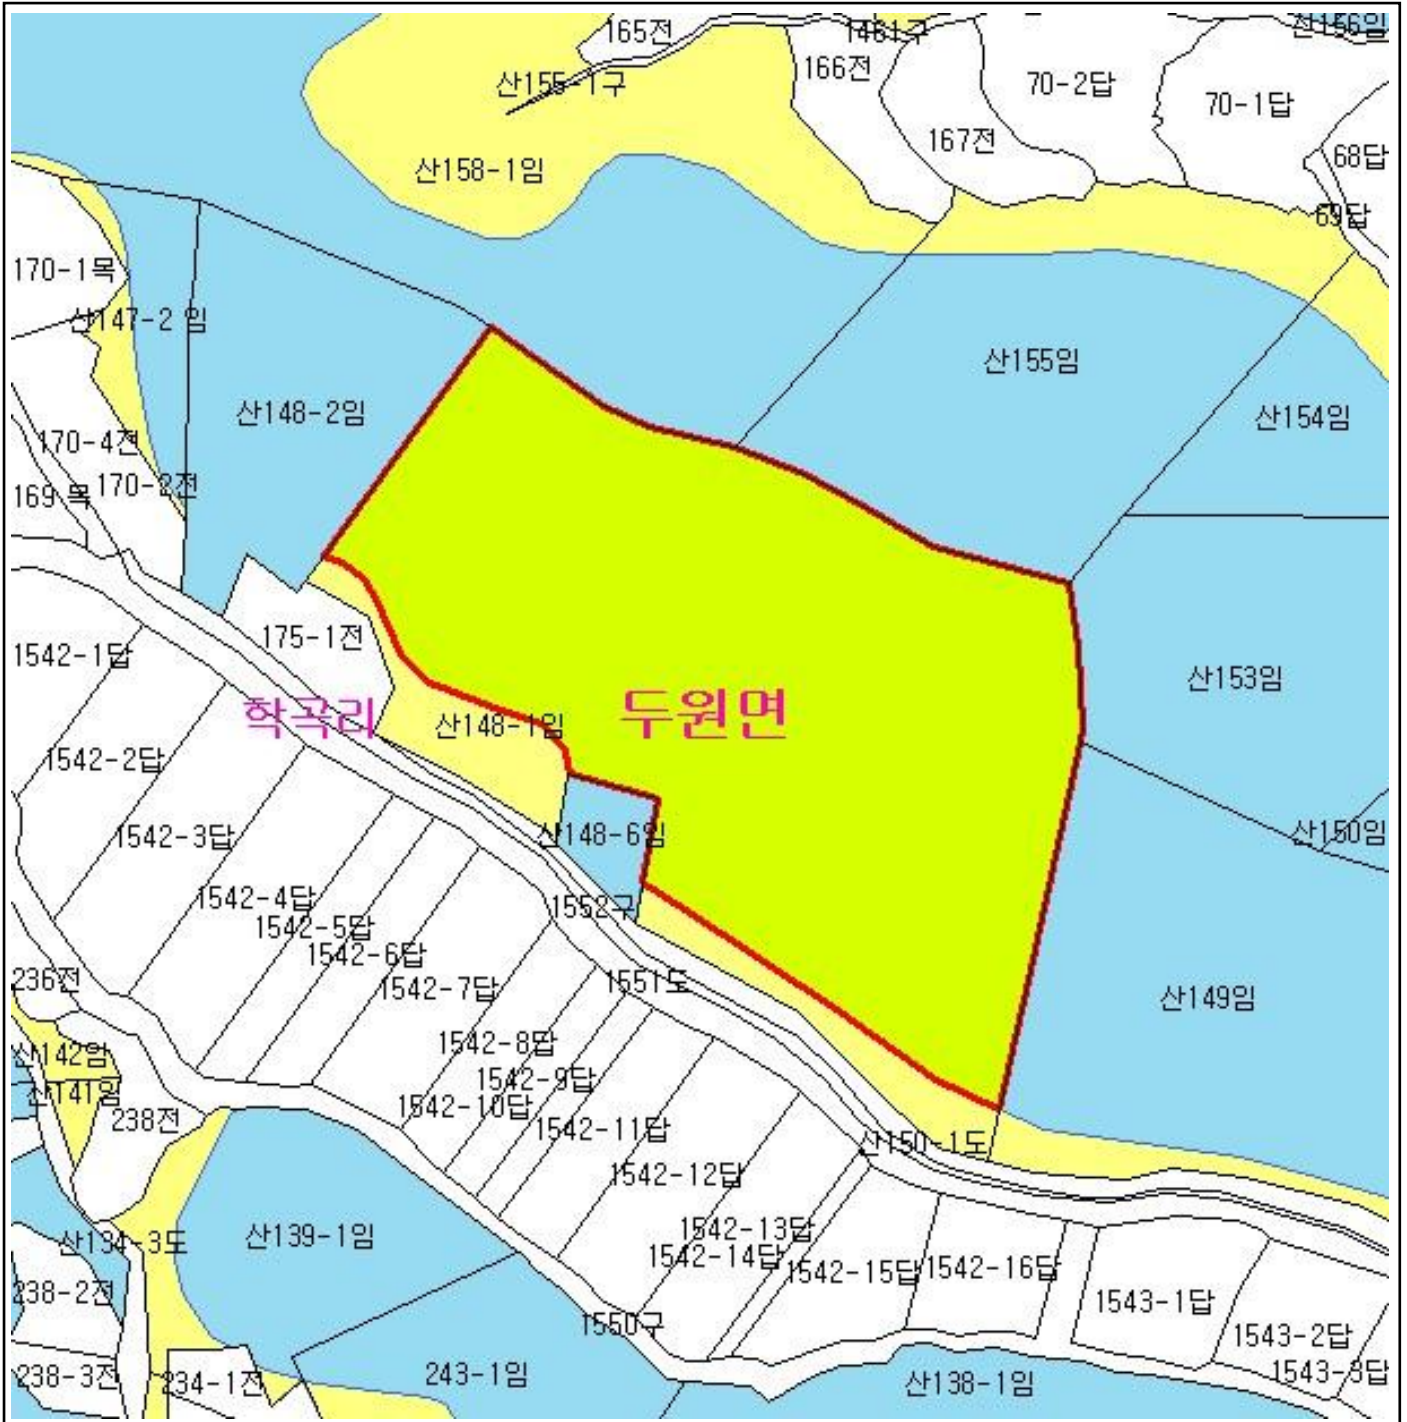 165전
1461구
산156임
산155-1구
166전
70-2답
70-1답
167전
68답
산158-1임
69답
170-1목
산147-2 임
산155임
산148-2임
산154임
170-4전
169 목
170-2전
175-1전
1542-1답
산153임
학곡리
두원면
산148-1임
1542-2답
1542-3답
산148-6임
산150임
1542-4답
1552구
1542-5답
1542-6답
236전
1542-7답
1551도
산149임
산142임
1542-8답
1542-9답
산141임
238전
1542-10답
1542-11답
산150-1도
1542-12답
산134-3도
산139-1임
1542-13답
1542-14답
1542-15답
1542-16답
238-2전
1543-1답
1550구
1543-2답
238-3전
234-1전
243-1임
산138-1임
1543-3답